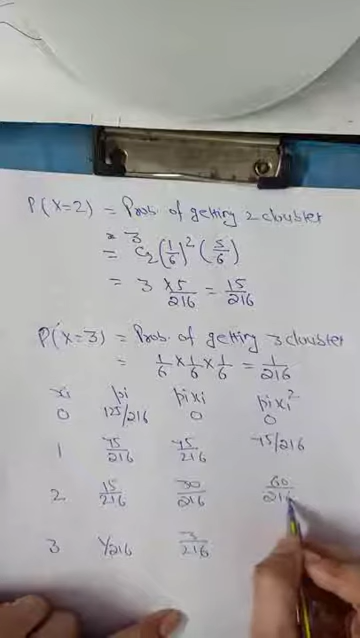 P(X=2) = Prob. of getting 2 doublet
= 3C2 (1/6)^2 (5/6)
= 3 × 5/216 = 15/216
P(X=3) = Prob. of getting 3 doublet
= 1/6 × 1/6 × 1/6 = 1/216
xi pi pixi pixi²
0 125/216 0 0
1 75/216 75/216 75/216
2 15/216 30/216 60/216
3 1/216 3/216